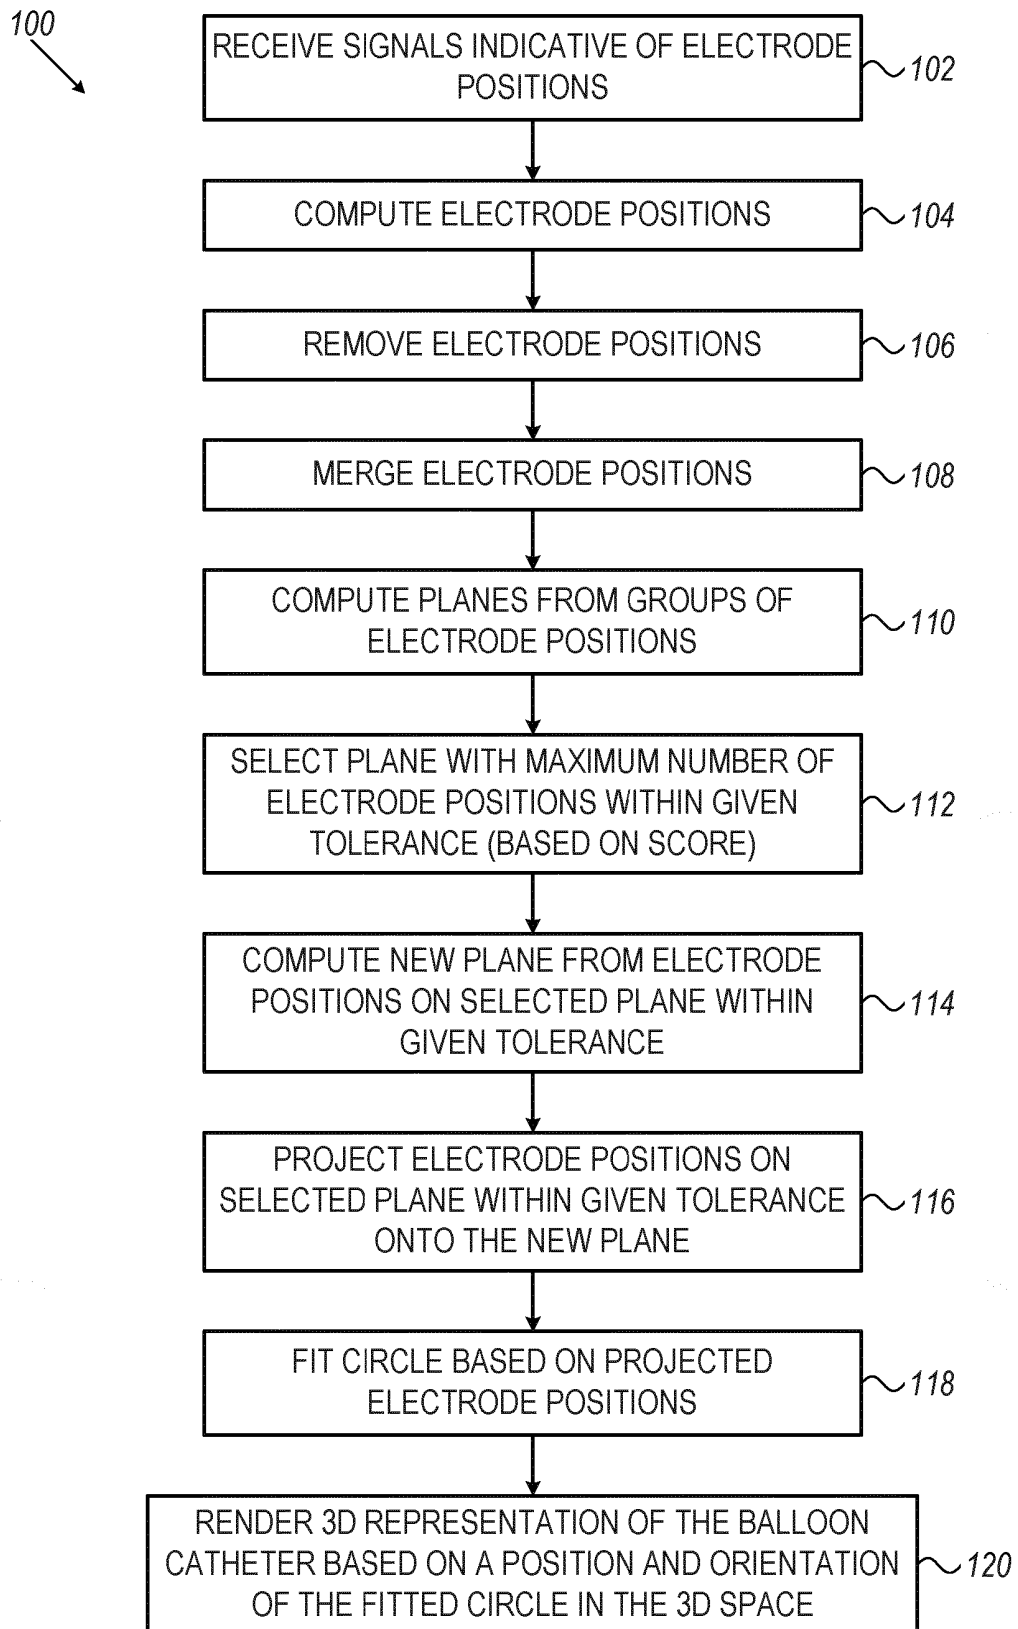 100
RECEIVE SIGNALS INDICATIVE OF ELECTRODE
POSITIONS
102
COMPUTE ELECTRODE POSITIONS
104
REMOVE ELECTRODE POSITIONS
106
MERGE ELECTRODE POSITIONS
108
COMPUTE PLANES FROM GROUPS OF
ELECTRODE POSITIONS
110
SELECT PLANE WITH MAXIMUM NUMBER OF
ELECTRODE POSITIONS WITHIN GIVEN
TOLERANCE (BASED ON SCORE)
112
COMPUTE NEW PLANE FROM ELECTRODE
POSITIONS ON SELECTED PLANE WITHIN
GIVEN TOLERANCE
114
PROJECT ELECTRODE POSITIONS ON
SELECTED PLANE WITHIN GIVEN TOLERANCE
ONTO THE NEW PLANE
116
FIT CIRCLE BASED ON PROJECTED
ELECTRODE POSITIONS
118
RENDER 3D REPRESENTATION OF THE BALLOON
CATHETER BASED ON A POSITION AND ORIENTATION
OF THE FITTED CIRCLE IN THE 3D SPACE
120